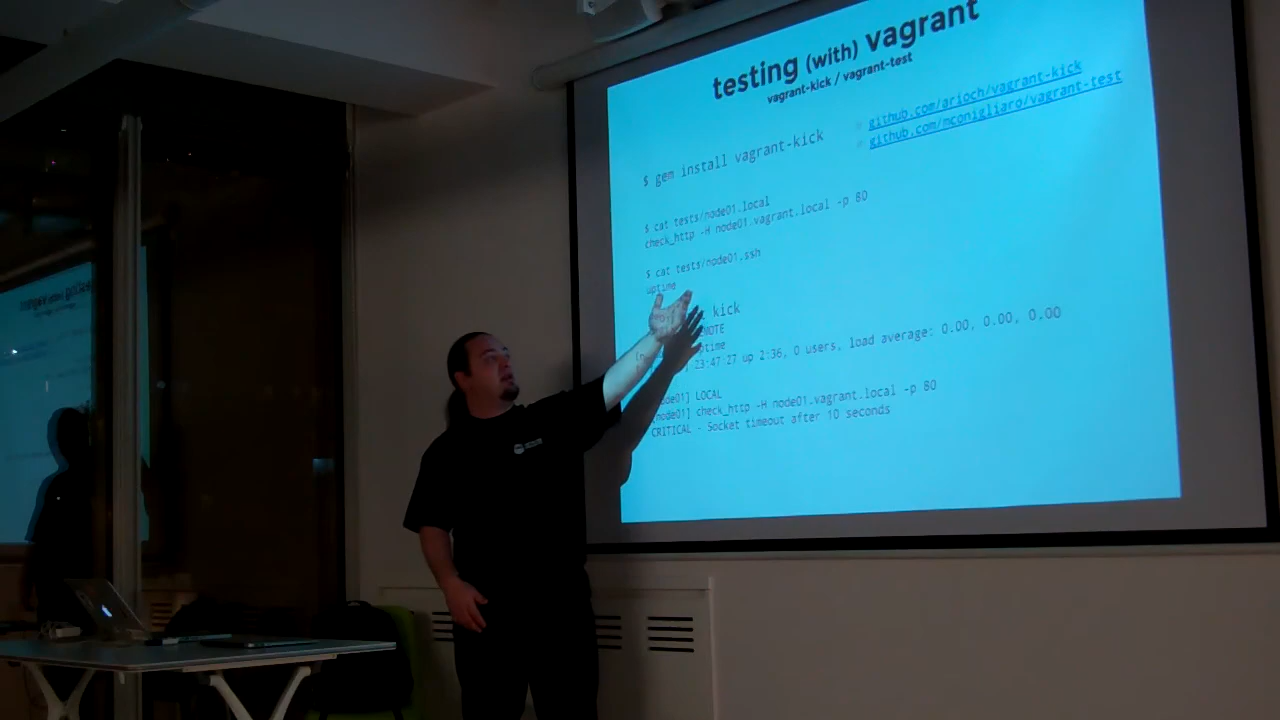 testing (with) vagrant
vagrant-kick / vagrant-test
github.com/arioch/vagrant-kick
github.com/nconigliaro/vagrant-test
$ gem install vagrant-kick
$ cat tests/node01.local
check_http -H node01.vagrant.local -p 80
$ cat tests/node01.ssh
uptime
kick
23:47:27 up 2:36, 0 users, load average: 0.00, 0.00, 0.00
LOCAL
[node01] check_http -H node01.vagrant.local -p 80
CRITICAL - Socket timeout after 10 seconds